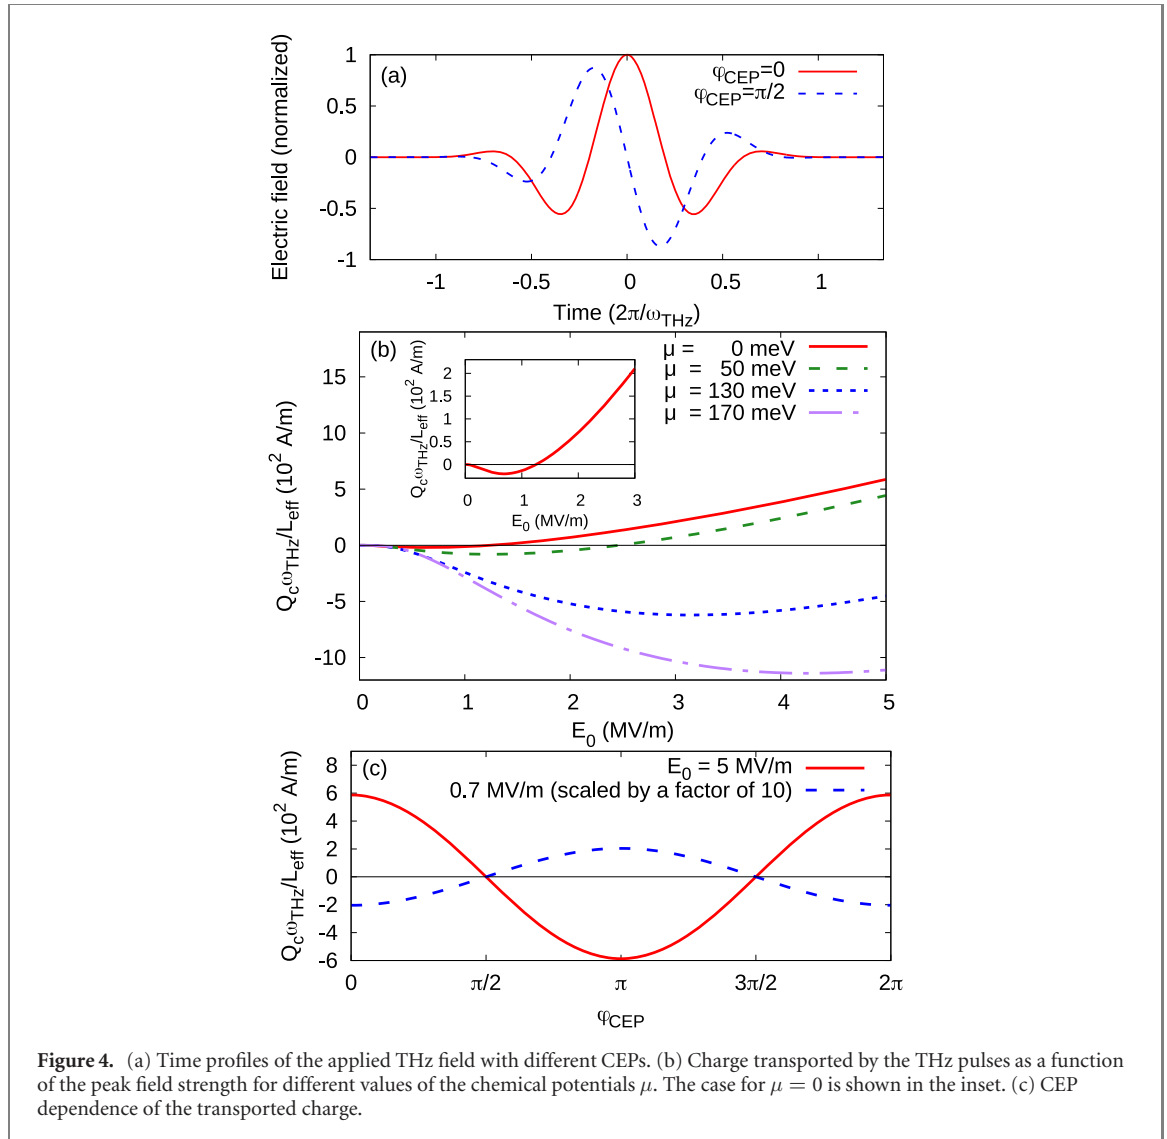 Electric field (normalized)
1
0.5
0
-0.5
-1
(a)
φCEP=0
φCEP=π/2
-1 -0.5 0 0.5 1
Time (2π/ωTHz)
QcωTHz/Leff (10² A/m)
15
10
5
0
-5
-10
(b)
μ = 0 meV
μ = 50 meV
μ = 130 meV
μ = 170 meV
QcωTHz/Leff (10² A/m)
2
1.5
1
0.5
0
0 1 2 3
E0 (MV/m)
0 1 2 3 4 5
E0 (MV/m)
QcωTHz/Leff (10² A/m)
8
6
4
2
0
-2
-4
-6
(c)
E0 = 5 MV/m
0.7 MV/m (scaled by a factor of 10)
0 π/2 π 3π/2 2π
φCEP
Figure 4. (a) Time profiles of the applied THz field with different CEPs. (b) Charge transported by the THz pulses as a function
of the peak field strength for different values of the chemical potentials μ. The case for μ = 0 is shown in the inset. (c) CEP
dependence of the transported charge.